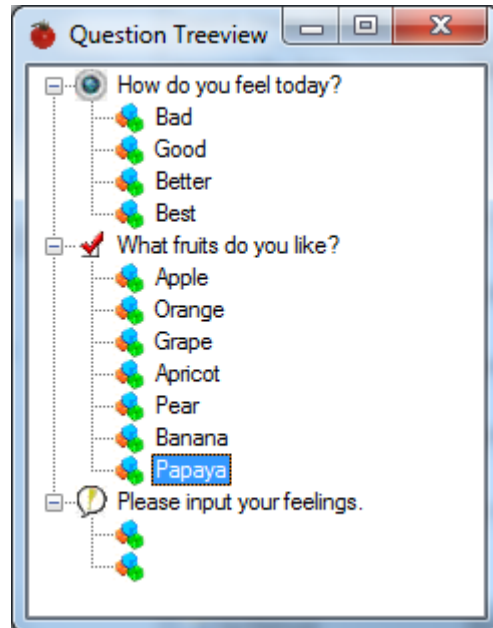 Question Treeview
How do you feel today?
Bad
Good
Better
Best
What fruits do you like?
Apple
Orange
Grape
Apricot
Pear
Banana
Papaya
Please input your feelings.